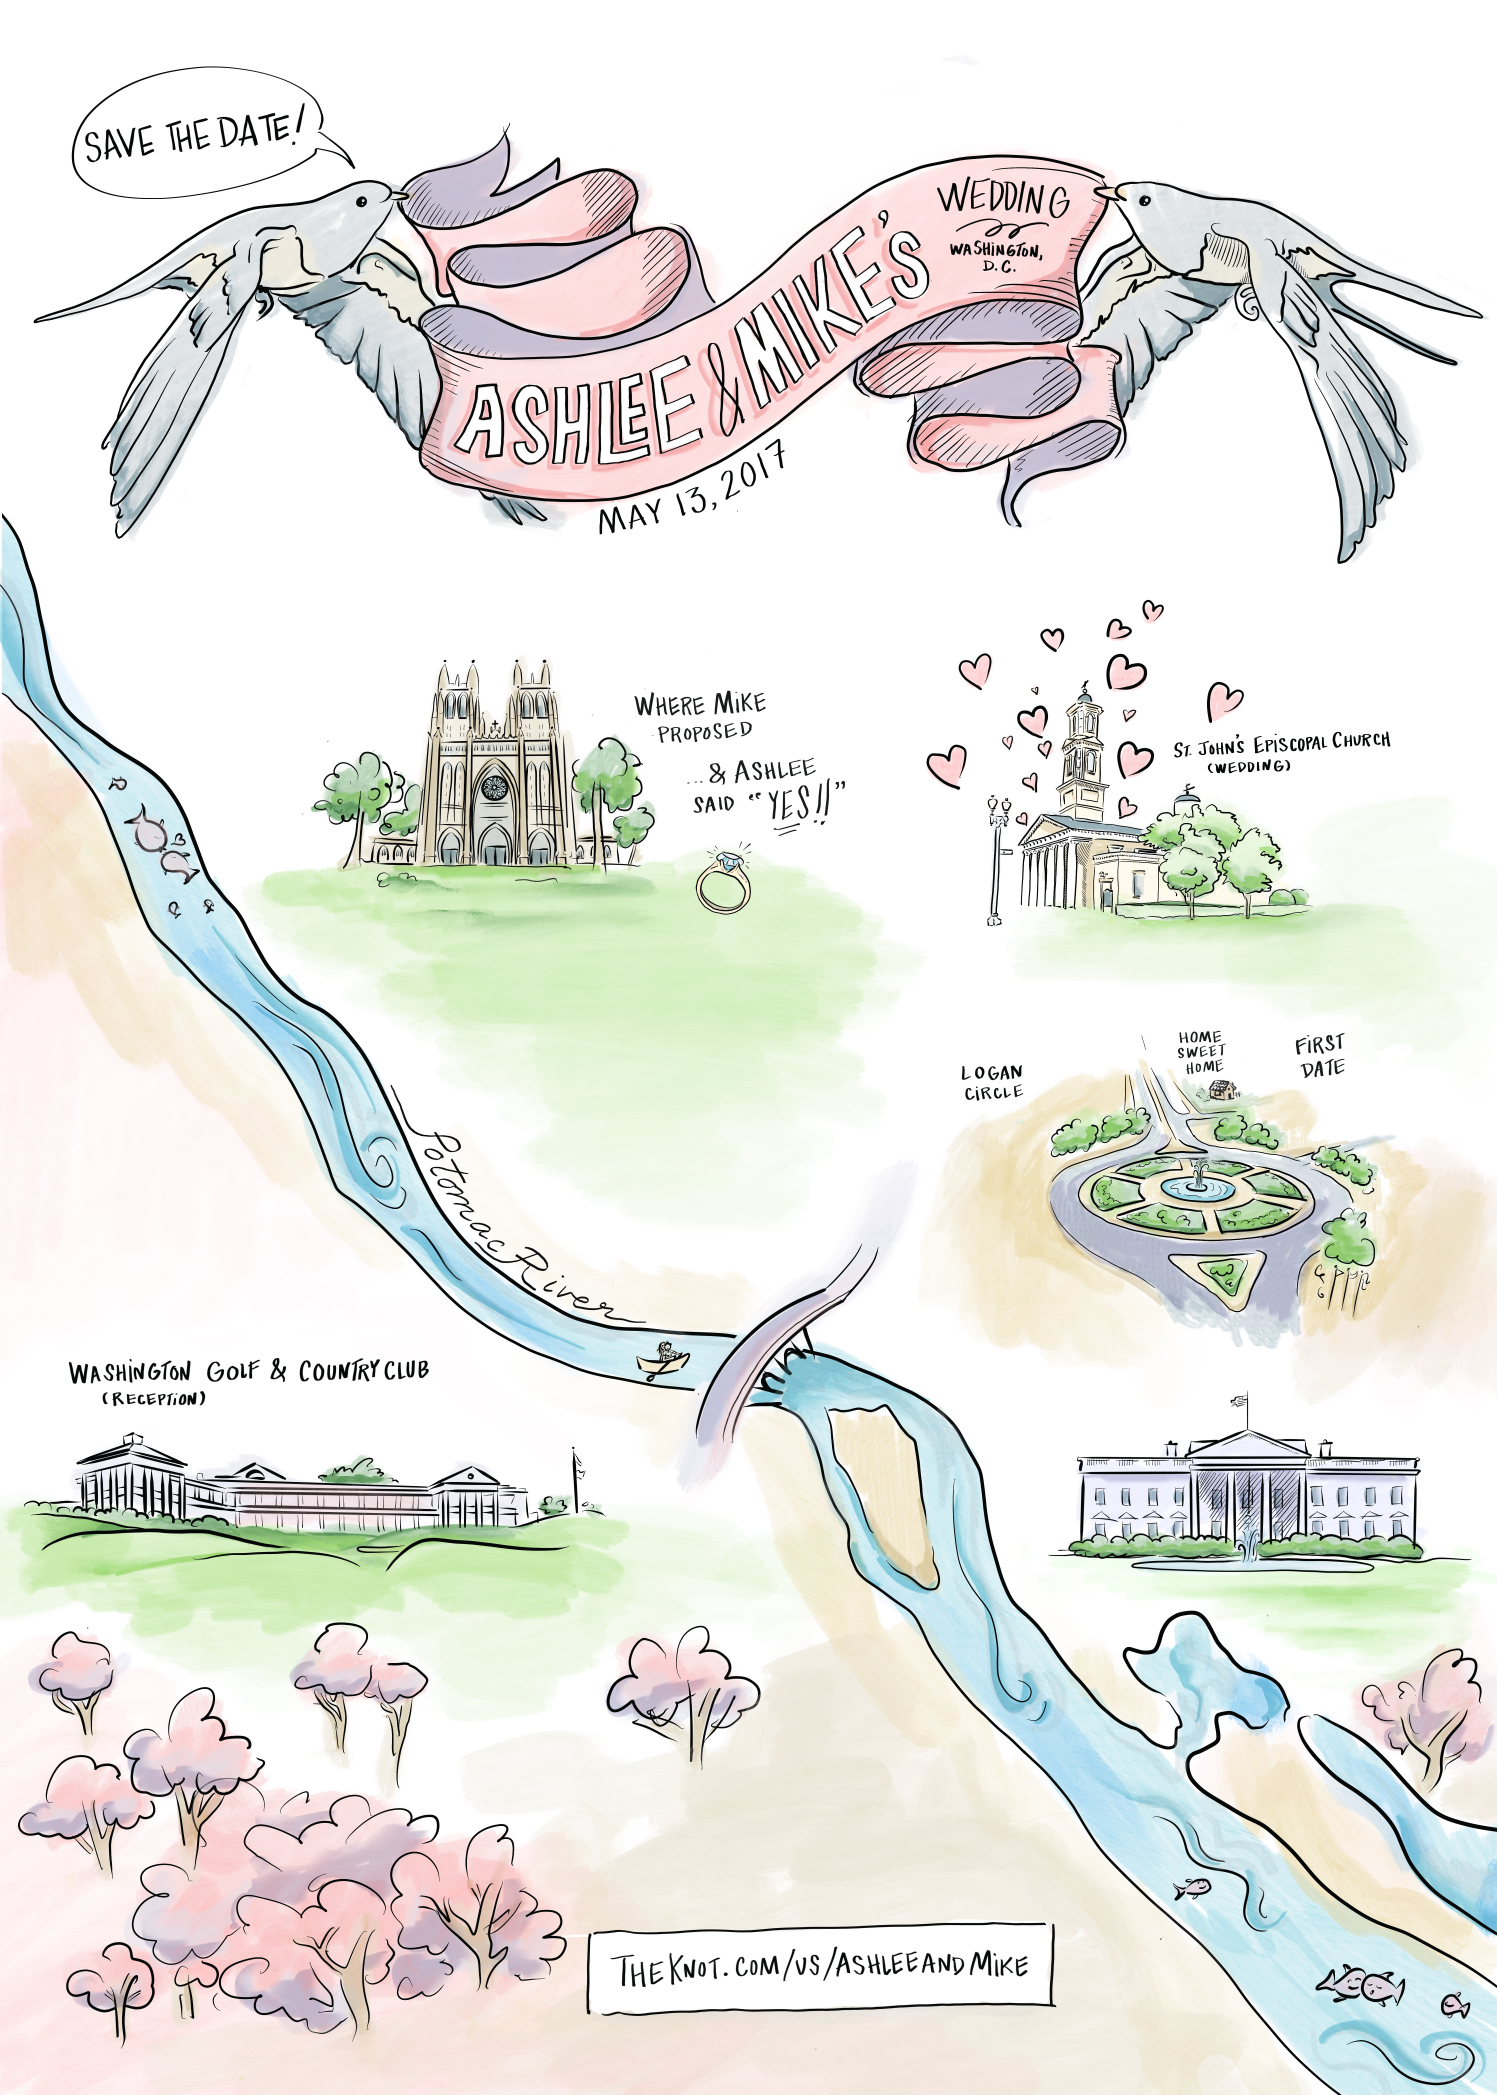 SAVE THE DATE!
ASHLEE & MIKE'S
WEDDING
WASHINGTON,
D.C.
MAY 13, 2017
WHERE MIKE
PROPOSED
... & ASHLEE
SAID "YES!!"
ST. JOHN'S EPISCOPAL CHURCH
(WEDDING)
LOGAN
CIRCLE
HOME
SWEET
HOME
FIRST
DATE
Potomac River
WASHINGTON GOLF & COUNTRY CLUB
(RECEPTION)
THEKNOT.COM/US/ASHLEEANDMIKE